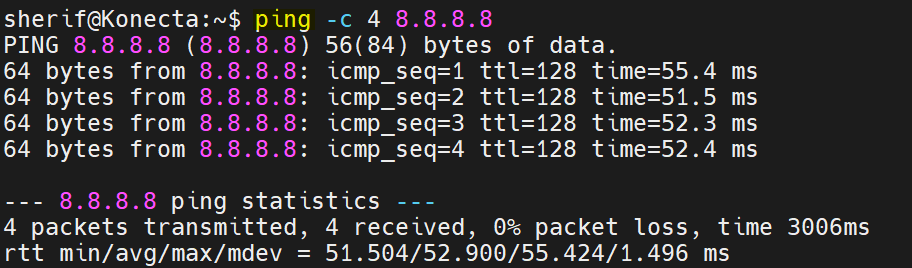 sherif@Konecta:~$ ping -c 4 8.8.8.8
PING 8.8.8.8 (8.8.8.8) 56(84) bytes of data.
64 bytes from 8.8.8.8: icmp_seq=1 ttl=128 time=55.4 ms
64 bytes from 8.8.8.8: icmp_seq=2 ttl=128 time=51.5 ms
64 bytes from 8.8.8.8: icmp_seq=3 ttl=128 time=52.3 ms
64 bytes from 8.8.8.8: icmp_seq=4 ttl=128 time=52.4 ms

--- 8.8.8.8 ping statistics ---
4 packets transmitted, 4 received, 0% packet loss, time 3006ms
rtt min/avg/max/mdev = 51.504/52.900/55.424/1.496 ms